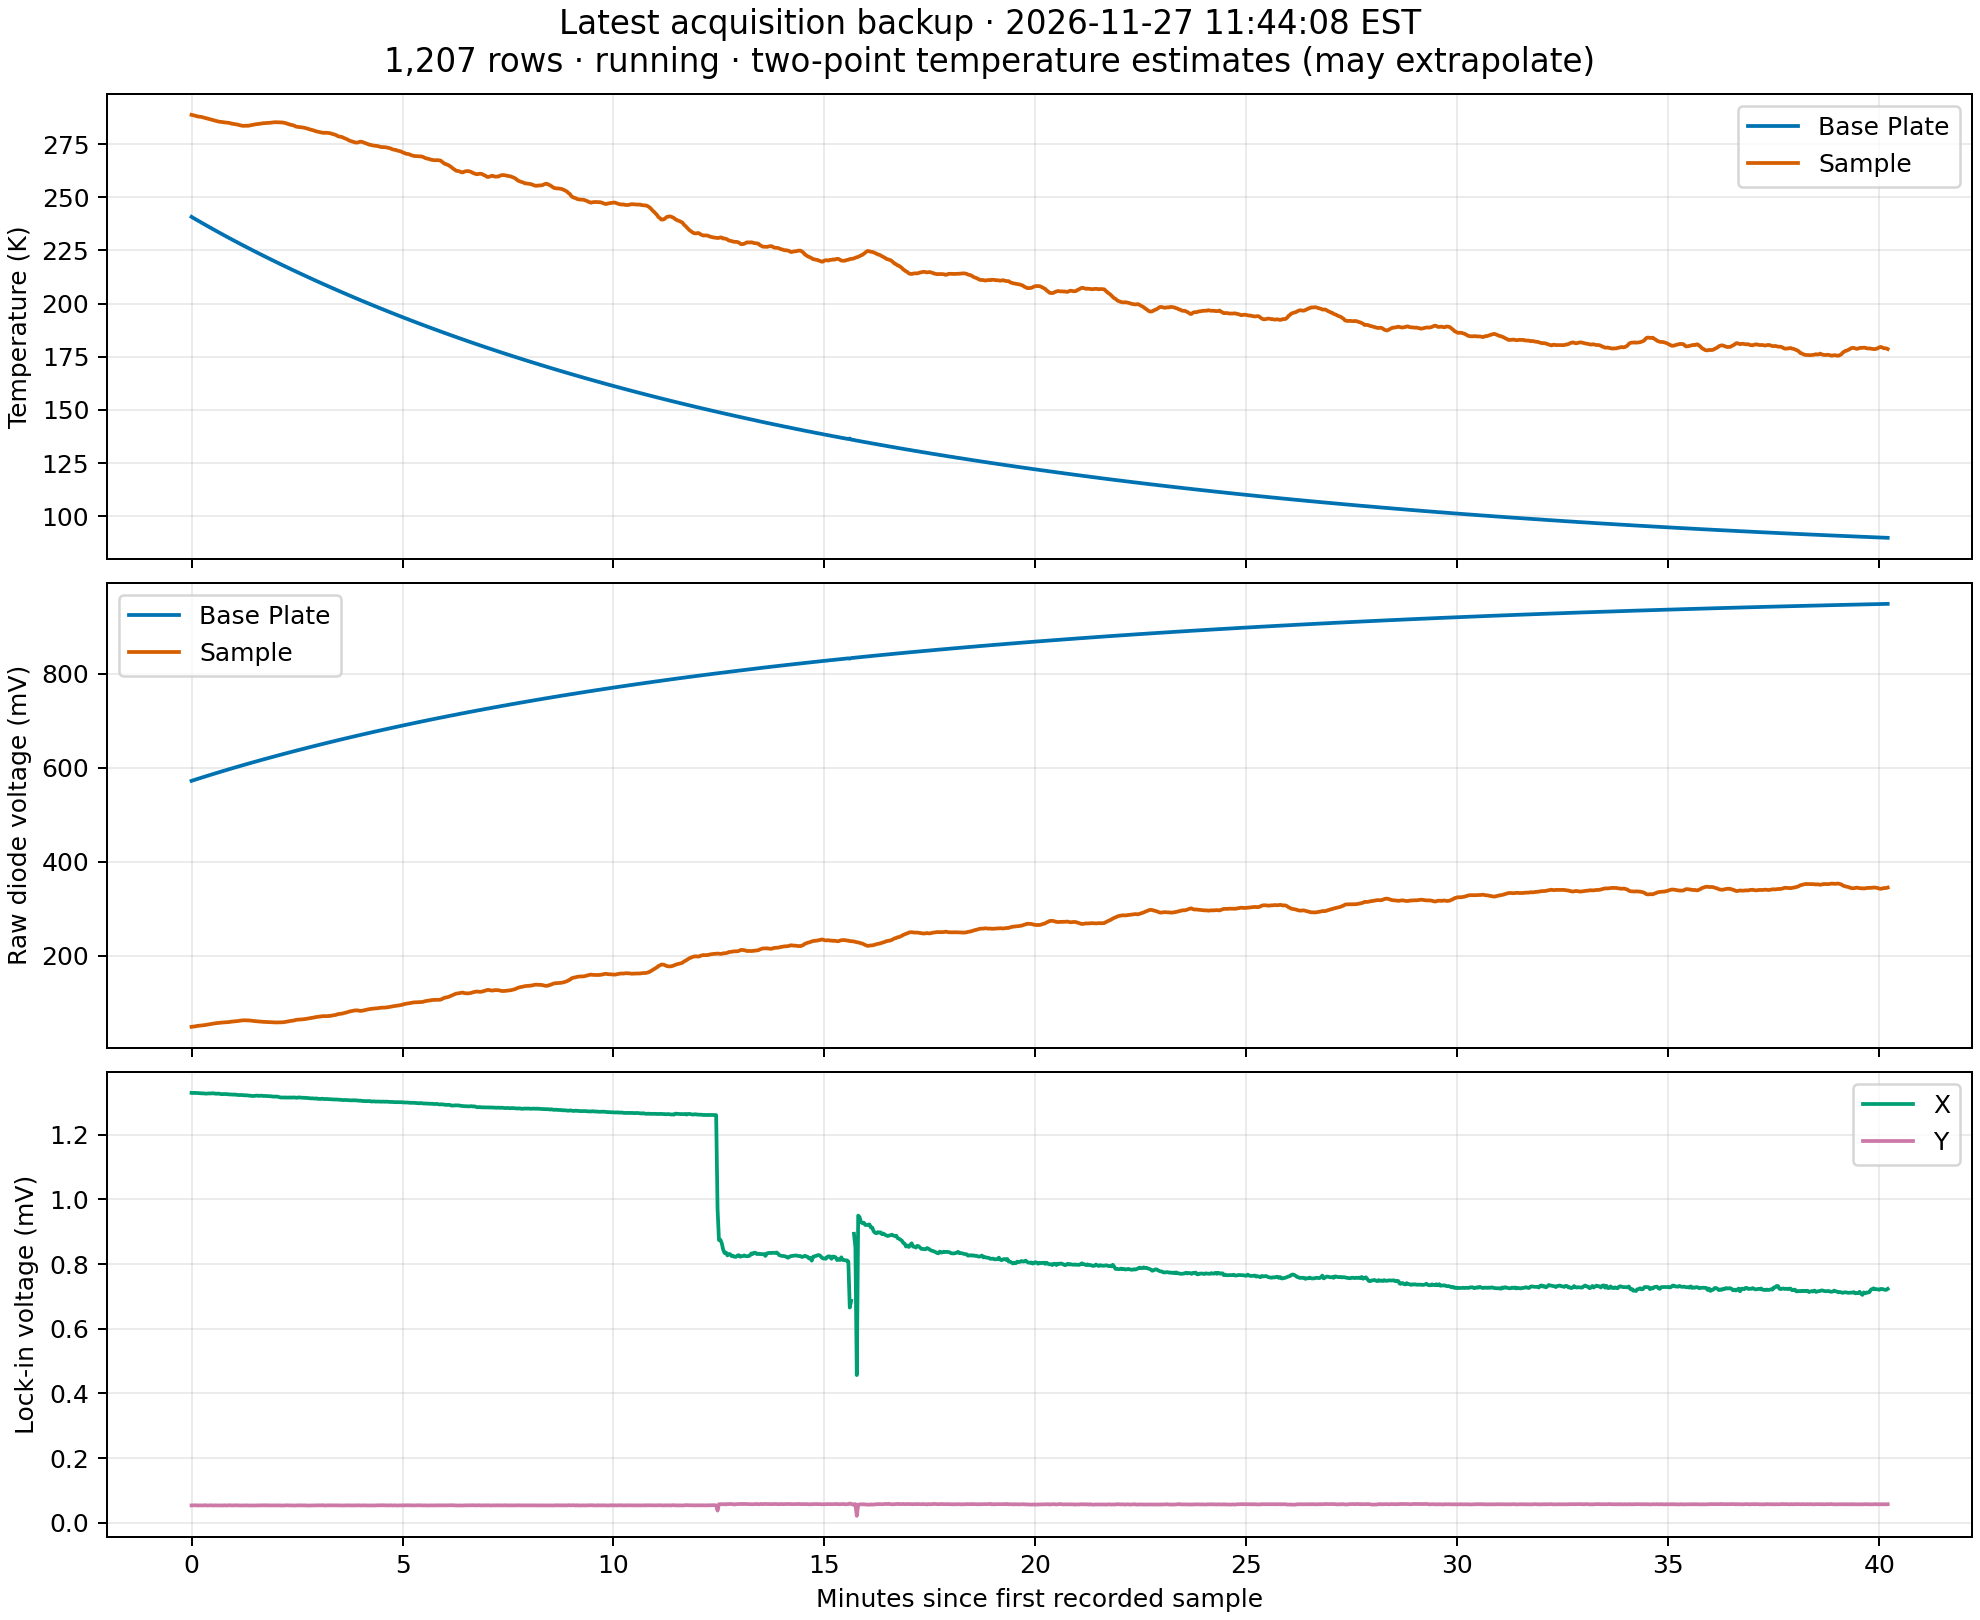 Latest acquisition backup · 2026-11-27 11:44:08 EST
1,207 rows · running · two-point temperature estimates (may extrapolate)
Temperature (K)
275
250
225
200
175
150
125
100
Base Plate
Sample
Raw diode voltage (mV)
800
600
400
200
Base Plate
Sample
Lock-in voltage (mV)
1.2
1.0
0.8
0.6
0.4
0.2
0.0
X
Y
0 5 10 15 20 25 30 35 40
Minutes since first recorded sample